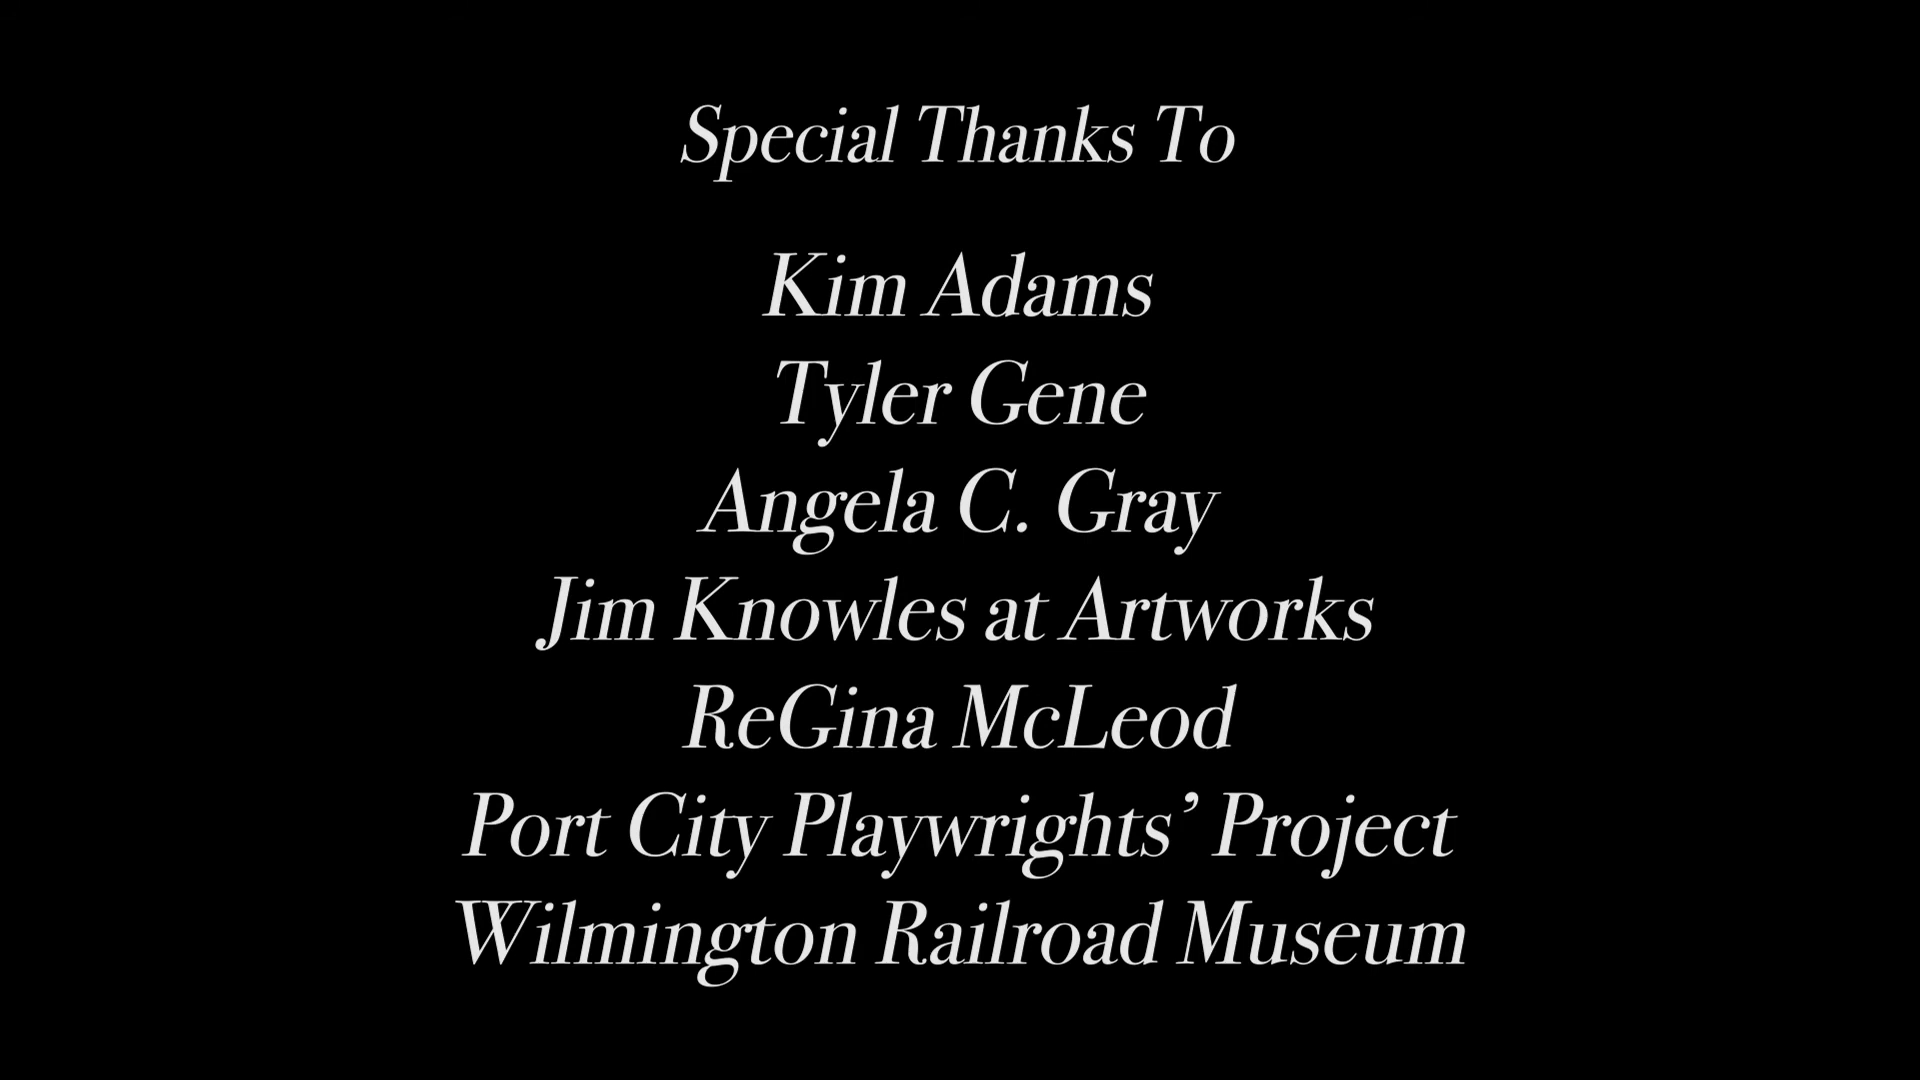 Special Thanks To
Kim Adams
Tyler Gene
Angela C. Gray
Jim Knowles at Artworks
ReGina McLeod
Port City Playwrights’ Project
Wilmington Railroad Museum